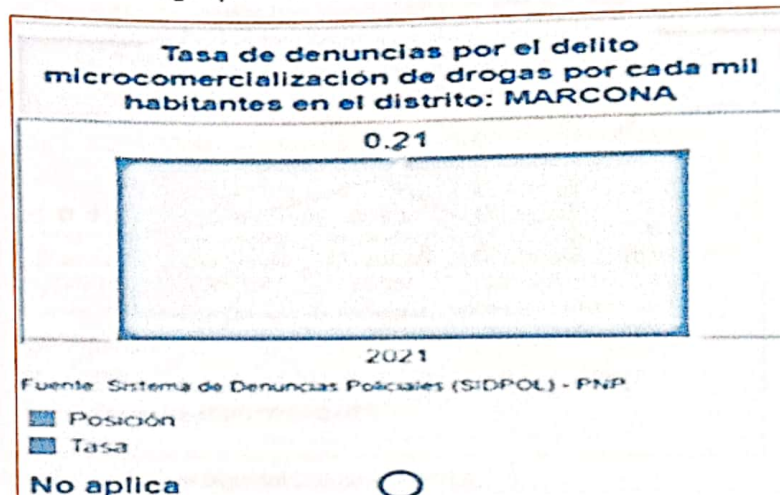 Tasa de denuncias por el delito
microcomercialización de drogas por cada mil
habitantes en el distrito: MARCONA
0.21
2021
Fuente: Sistema de Denuncias Policiales (SIDPOL) - PNP.
Posición
Tasa
No aplica